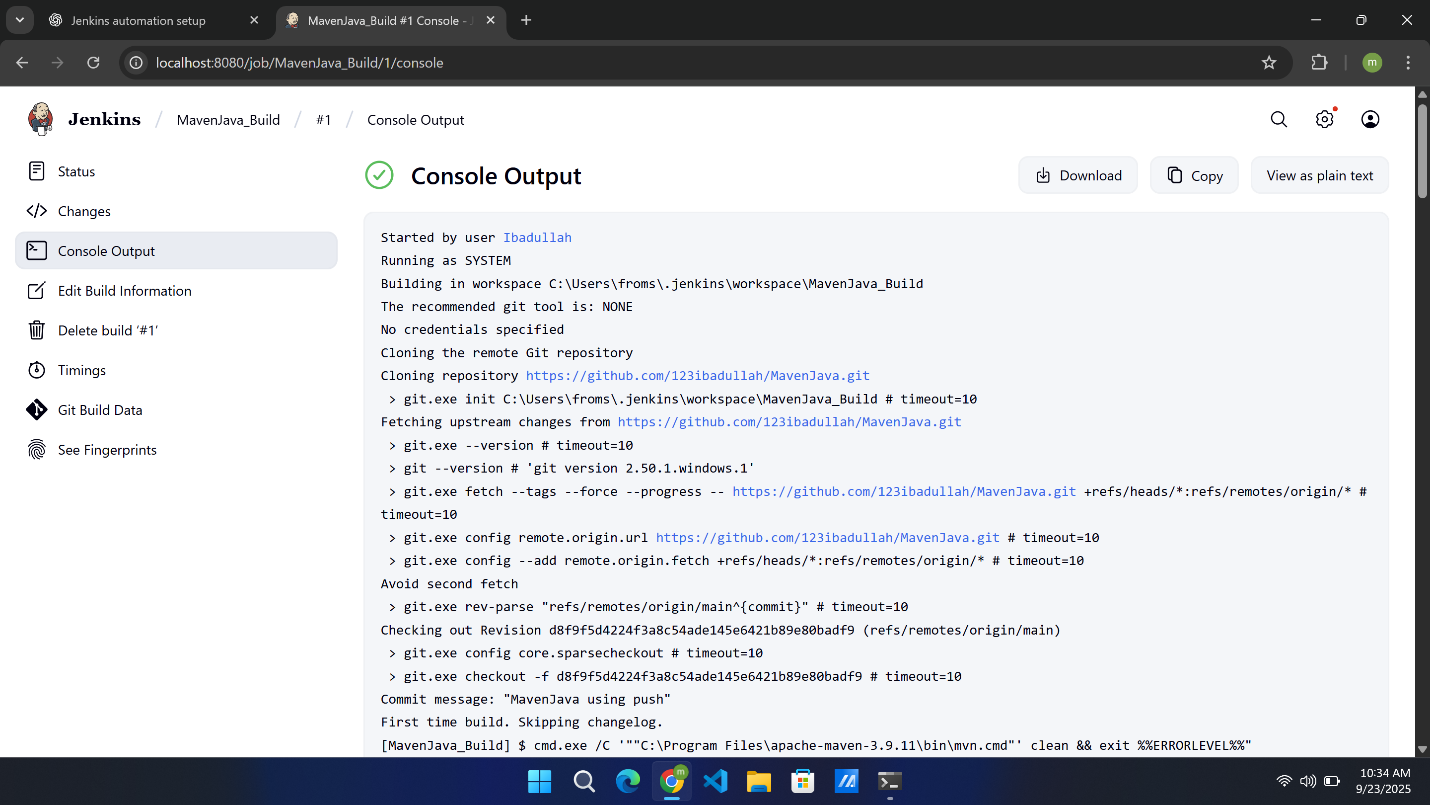 Jenkins automation setup
MavenJava_Build #1 Console -
localhost:8080/job/MavenJava_Build/1/console
m
Jenkins / MavenJava_Build / #1 / Console Output
Status
Changes
Console Output
Edit Build Information
Delete build ‘#1’
Timings
Git Build Data
See Fingerprints
Console Output
Download
Copy
View as plain text
Started by user Ibadullah
Running as SYSTEM
Building in workspace C:\Users\froms\.jenkins\workspace\MavenJava_Build
The recommended git tool is: NONE
No credentials specified
Cloning the remote Git repository
Cloning repository https://github.com/123ibadullah/MavenJava.git
> git.exe init C:\Users\froms\.jenkins\workspace\MavenJava_Build # timeout=10
Fetching upstream changes from https://github.com/123ibadullah/MavenJava.git
> git.exe --version # timeout=10
> git --version # 'git version 2.50.1.windows.1'
> git.exe fetch --tags --force --progress -- https://github.com/123ibadullah/MavenJava.git +refs/heads/*:refs/remotes/origin/* #
timeout=10
> git.exe config remote.origin.url https://github.com/123ibadullah/MavenJava.git # timeout=10
> git.exe config --add remote.origin.fetch +refs/heads/*:refs/remotes/origin/* # timeout=10
Avoid second fetch
> git.exe rev-parse "refs/remotes/origin/main^{commit}" # timeout=10
Checking out Revision d8f9f5d4224f3a8c54ade145e6421b89e80badf9 (refs/remotes/origin/main)
> git.exe config core.sparsecheckout # timeout=10
> git.exe checkout -f d8f9f5d4224f3a8c54ade145e6421b89e80badf9 # timeout=10
Commit message: "MavenJava using push"
First time build. Skipping changelog.
[MavenJava_Build] $ cmd.exe /C '""C:\Program Files\apache-maven-3.9.11\bin\mvn.cmd"' clean && exit %%ERRORLEVEL%%"
m
10:34 AM
9/23/2025